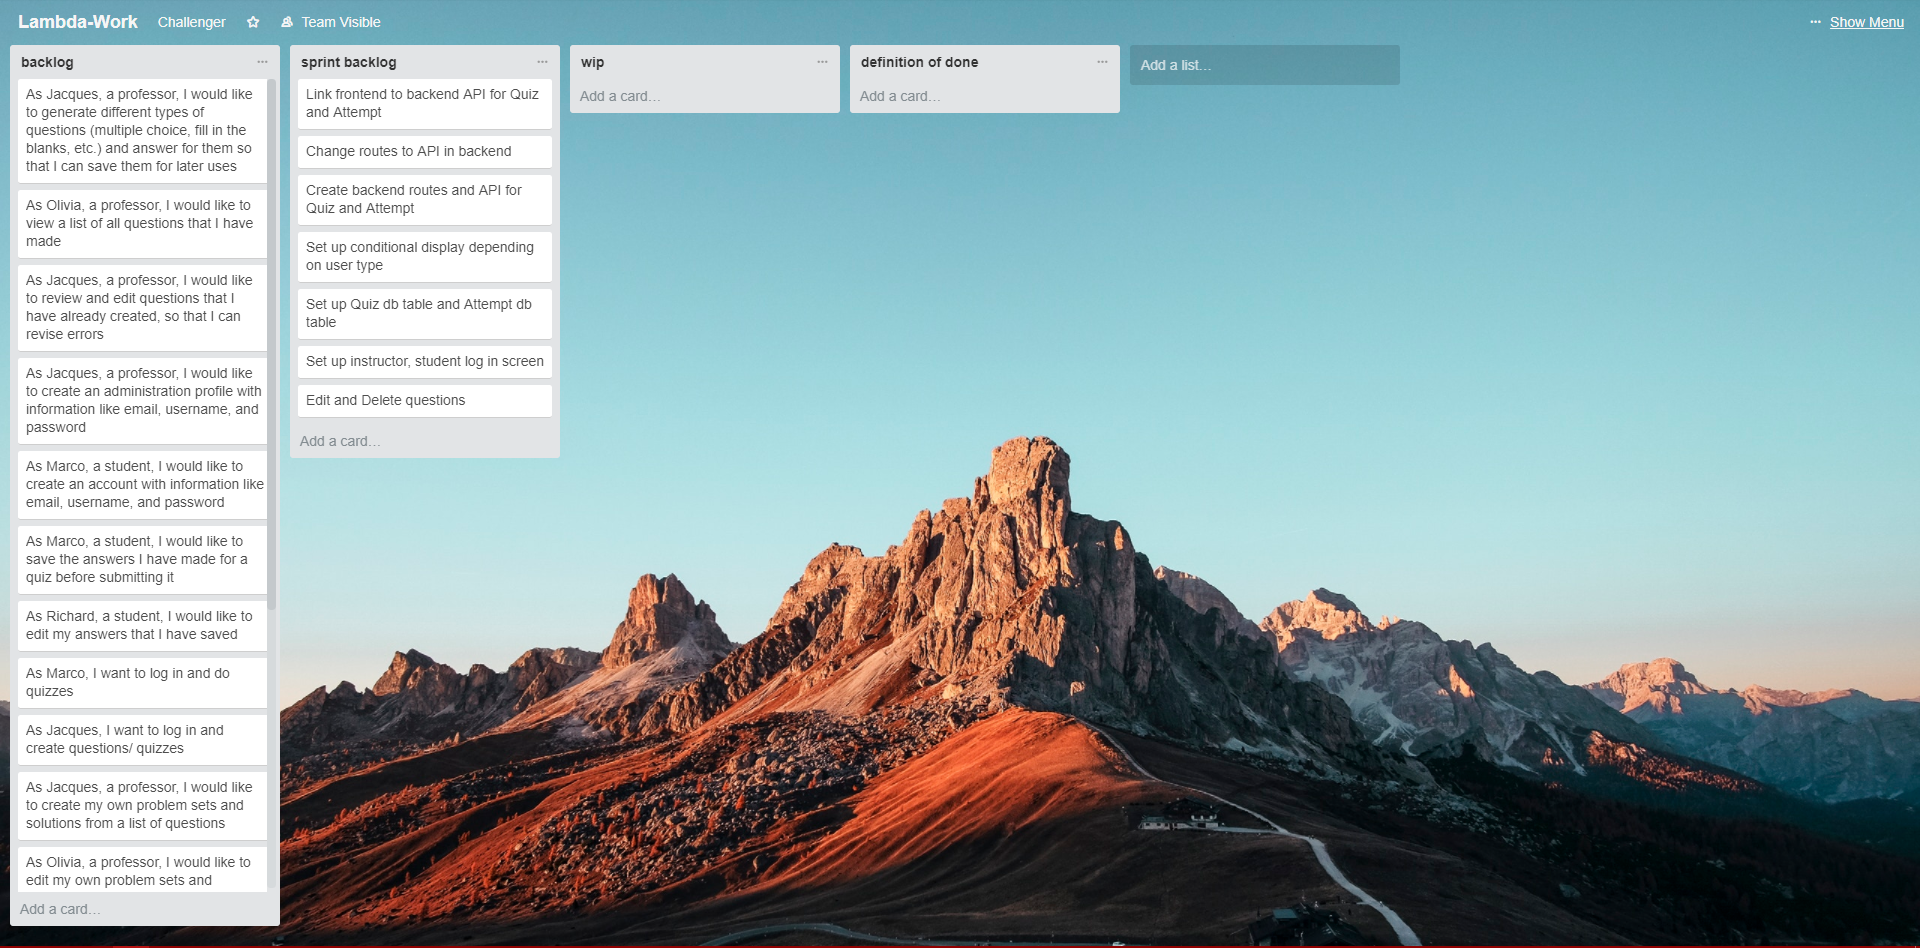 Lambda-Work Challenger Team Visible ... Show Menu
backlog ...
As Jacques, a professor, I would like
to generate different types of
questions (multiple choice, fill in the
blanks, etc.) and answer for them so
that I can save them for later uses
As Olivia, a professor, I would like to
view a list of all questions that I have
made
As Jacques, a professor, I would like
to review and edit questions that I
have already created, so that I can
revise errors
As Jacques, a professor, I would like
to create an administration profile with
information like email, username, and
password
As Marco, a student, I would like to
create an account with information like
email, username, and password
As Marco, a student, I would like to
save the answers I have made for a
quiz before submitting it
As Richard, a student, I would like to
edit my answers that I have saved
As Marco, I want to log in and do
quizzes
As Jacques, I want to log in and
create questions/ quizzes
As Jacques, a professor, I would like
to create my own problem sets and
solutions from a list of questions
As Olivia, a professor, I would like to
edit my own problem sets and
Add a card...
sprint backlog ...
Link frontend to backend API for Quiz
and Attempt
Change routes to API in backend
Create backend routes and API for
Quiz and Attempt
Set up conditional display depending
on user type
Set up Quiz db table and Attempt db
table
Set up instructor, student log in screen
Edit and Delete questions
Add a card...
wip ...
Add a card...
definition of done ...
Add a card...
Add a list...